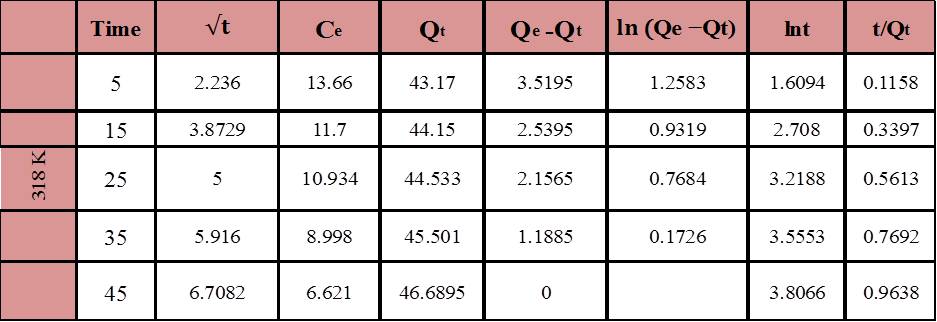 Time √t Ce Qt Qe -Qt ln (Qe −Qt) lnt t/Qt
318 K
5 2.236 13.66 43.17 3.5195 1.2583 1.6094 0.1158
15 3.8729 11.7 44.15 2.5395 0.9319 2.708 0.3397
25 5 10.934 44.533 2.1565 0.7684 3.2188 0.5613
35 5.916 8.998 45.501 1.1885 0.1726 3.5553 0.7692
45 6.7082 6.621 46.6895 0 3.8066 0.9638